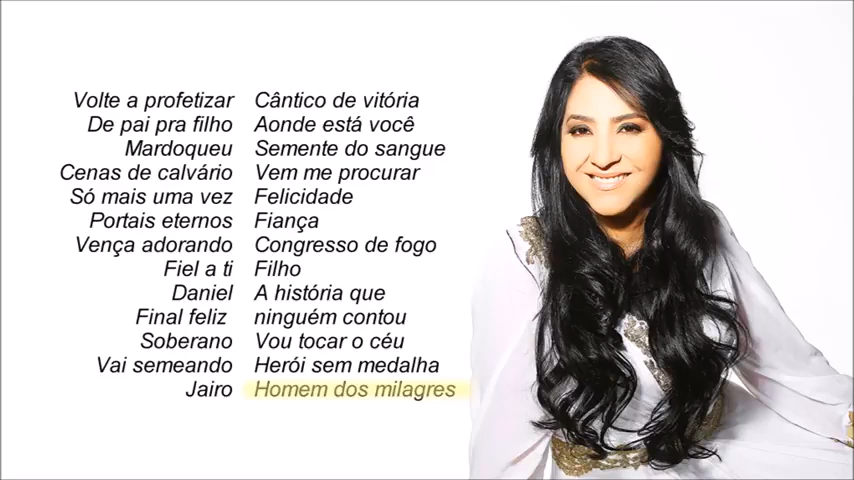 Volte a profetizar
De pai pra filho
Mardoqueu
Cenas de calvário
Só mais uma vez
Portais eternos
Vença adorando
Fiel a ti
Daniel
Final feliz
Soberano
Vai semeando
Jairo
Cântico de vitória
Aonde está você
Semente do sangue
Vem me procurar
Felicidade
Fiança
Congresso de fogo
Filho
A história que
ninguém contou
Vou tocar o céu
Herói sem medalha
Homem dos milagres